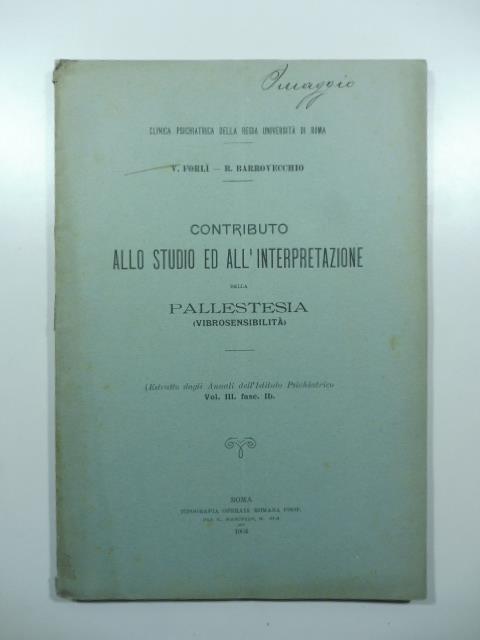 Omaggio
CLINICA PSICHIATRICA DELLA REGIA UNIVERSITÀ DI ROMA
V. FORLÌ — R. BARROVECCHIO
CONTRIBUTO
ALLO STUDIO ED ALL'INTERPRETAZIONE
DELLA
PALLESTESIA
(VIBROSENSIBILITÀ)
(Estratto dagli Annali dell'Istituto Psichiatrico
Vol. III. fasc. II).
ROMA
TIPOGRAFIA OPERAIA ROMANA COOP.